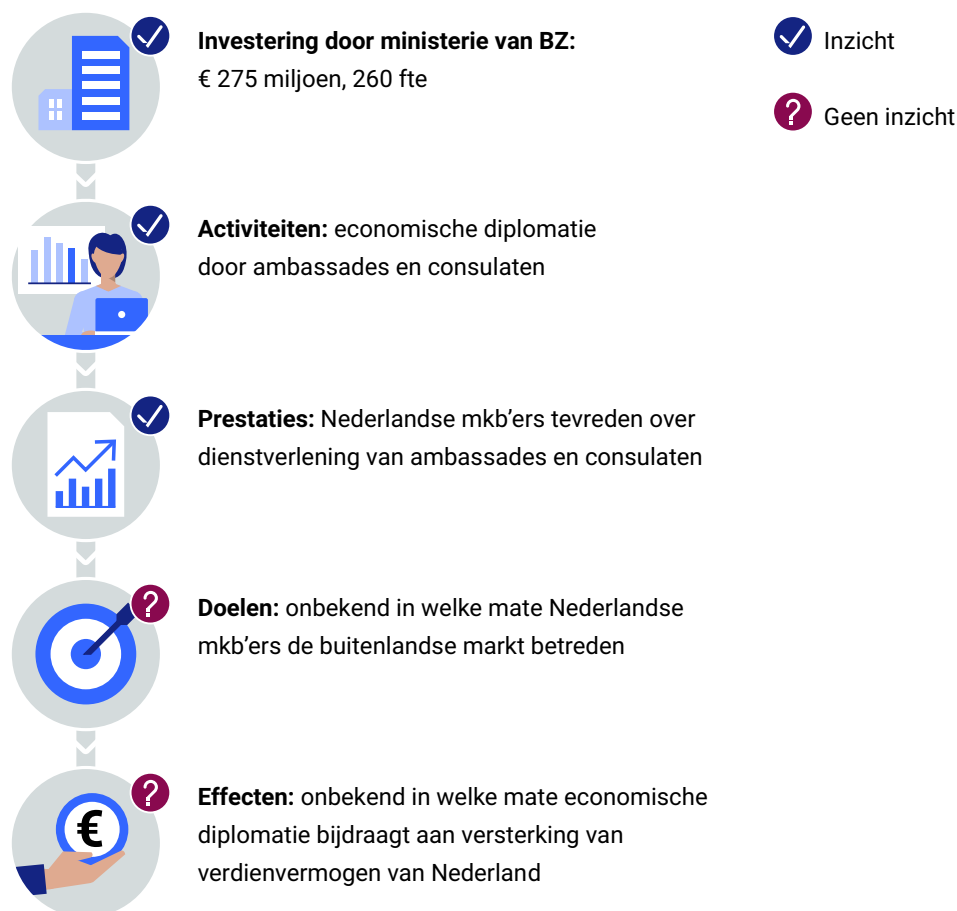 Investering door ministerie van BZ:
€ 275 miljoen, 260 fte
Inzicht
Geen inzicht
Activiteiten: economische diplomatie
door ambassades en consulaten
Prestaties: Nederlandse mkb’ers tevreden over
dienstverlening van ambassades en consulaten
Doelen: onbekend in welke mate Nederlandse
mkb’ers de buitenlandse markt betreden
€
Effecten: onbekend in welke mate economische
diplomatie bijdraagt aan versterking van
verdienvermogen van Nederland